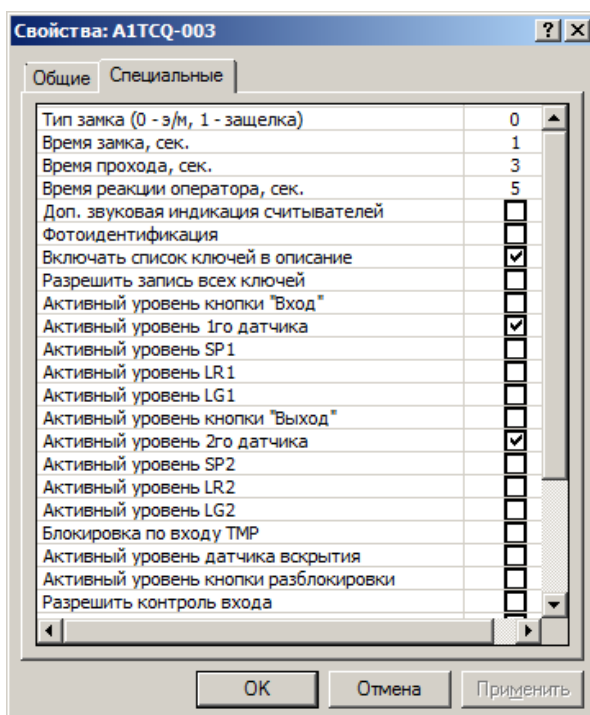 Свойства: A1TCQ-003
Общие Специальные
Тип замка (0 - э/м, 1 - защелка) 0
Время замка, сек. 1
Время прохода, сек. 3
Время реакции оператора, сек. 5
Доп. звуковая индикация считывателей
Фотоидентификация
Включать список ключей в описание
Разрешить запись всех ключей
Активный уровень кнопки "Вход"
Активный уровень 1го датчика
Активный уровень SP1
Активный уровень LR1
Активный уровень LG1
Активный уровень кнопки "Выход"
Активный уровень 2го датчика
Активный уровень SP2
Активный уровень LR2
Активный уровень LG2
Блокировка по входу TMP
Активный уровень датчика вскрытия
Активный уровень кнопки разблокировки
Разрешить контроль входа
OK Отмена Применить